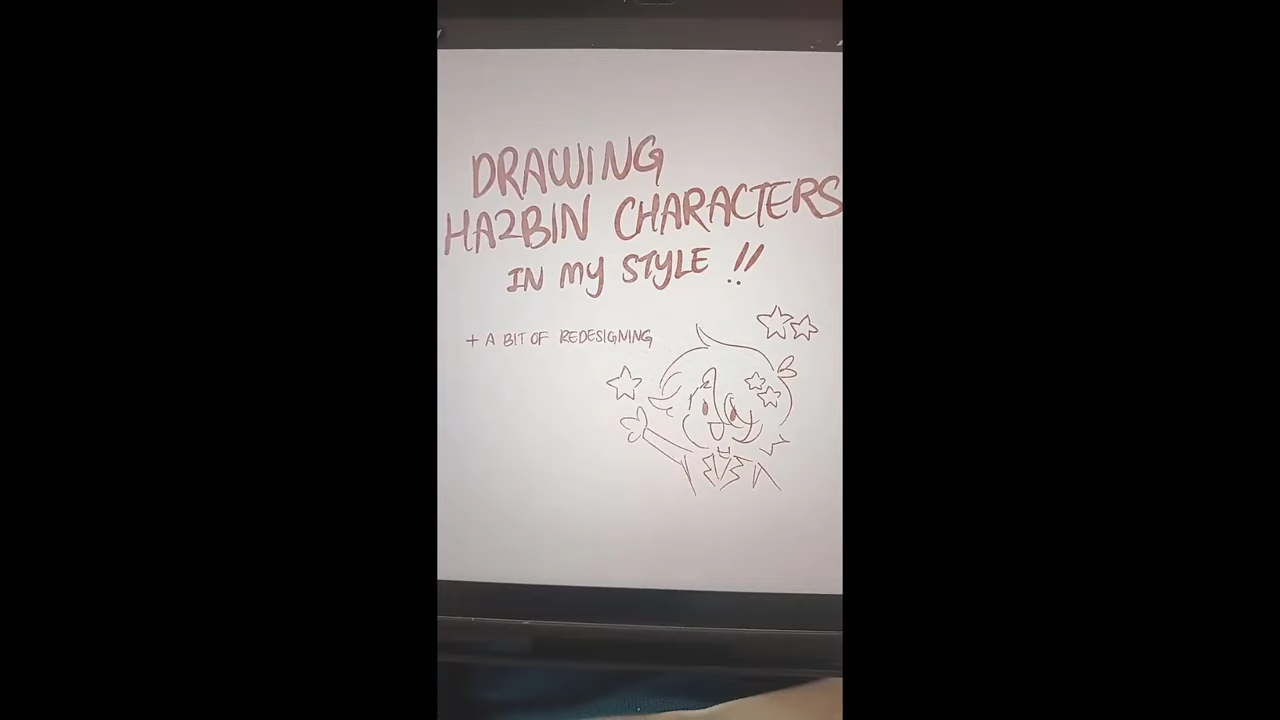 DRAWING
HAZBIN CHARACTERS
IN MY STYLE !!
+ A BIT OF REDESIGNING